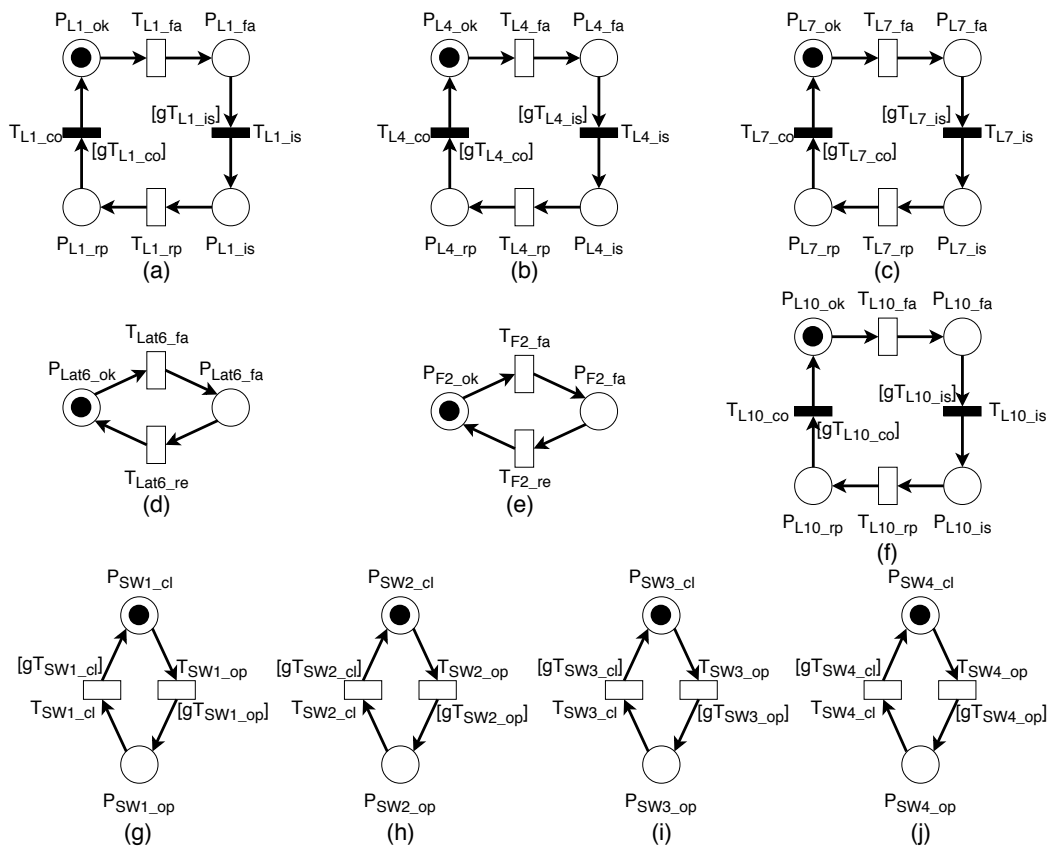 P_L1_ok T_L1_fa P_L1_fa
[gT_L1_is]
T_L1_co T_L1_is
[gT_L1_co]
P_L1_rp T_L1_rp P_L1_is
(a)
P_L4_ok T_L4_fa P_L4_fa
[gT_L4_is]
T_L4_co T_L4_is
[gT_L4_co]
P_L4_rp T_L4_rp P_L4_is
(b)
P_L7_ok T_L7_fa P_L7_fa
[gT_L7_is]
T_L7_co T_L7_is
[gT_L7_co]
P_L7_rp T_L7_rp P_L7_is
(c)
T_Lat6_fa
P_Lat6_ok P_Lat6_fa
T_Lat6_re
(d)
T_F2_fa
P_F2_ok P_F2_fa
T_F2_re
(e)
P_L10_ok T_L10_fa P_L10_fa
[gT_L10_is]
T_L10_co T_L10_is
[gT_L10_co]
P_L10_rp T_L10_rp P_L10_is
(f)
P_SW1_cl
[gT_SW1_cl] T_SW1_op
T_SW1_cl [gT_SW1_op]
P_SW1_op
(g)
P_SW2_cl
[gT_SW2_cl] T_SW2_op
T_SW2_cl [gT_SW2_op]
P_SW2_op
(h)
P_SW3_cl
[gT_SW3_cl] T_SW3_op
T_SW3_cl [gT_SW3_op]
P_SW3_op
(i)
P_SW4_cl
[gT_SW4_cl] T_SW4_op
T_SW4_cl [gT_SW4_op]
P_SW4_op
(j)